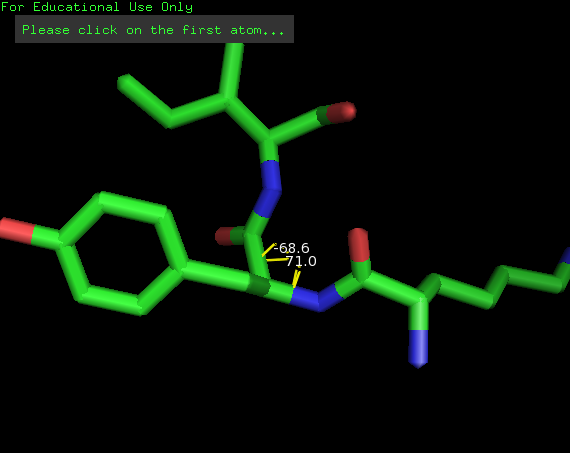 For Educational Use Only
Please click on the first atom...
-68.6
71.0